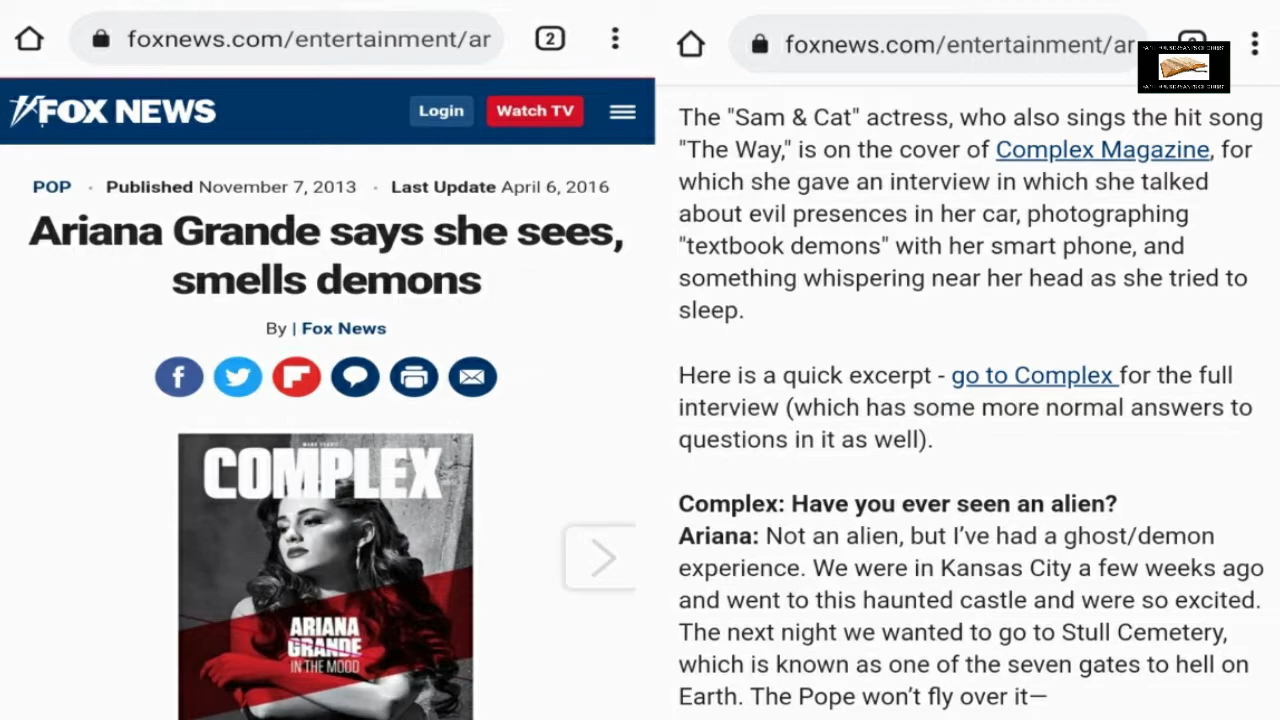 foxnews.com/entertainment/ar
2
FOX NEWS
Login
Watch TV
POP · Published November 7, 2013 · Last Update April 6, 2016
Ariana Grande says she sees,
smells demons
By | Fox News
COMPLEX
ARIANA
GRANDE
IN THE MOOD
foxnews.com/entertainment/ar
The "Sam & Cat" actress, who also sings the hit song
"The Way," is on the cover of Complex Magazine, for
which she gave an interview in which she talked
about evil presences in her car, photographing
"textbook demons" with her smart phone, and
something whispering near her head as she tried to
sleep.
Here is a quick excerpt - go to Complex for the full
interview (which has some more normal answers to
questions in it as well).
Complex: Have you ever seen an alien?
Ariana: Not an alien, but I’ve had a ghost/demon
experience. We were in Kansas City a few weeks ago
and went to this haunted castle and were so excited.
The next night we wanted to go to Stull Cemetery,
which is known as one of the seven gates to hell on
Earth. The Pope won’t fly over it—